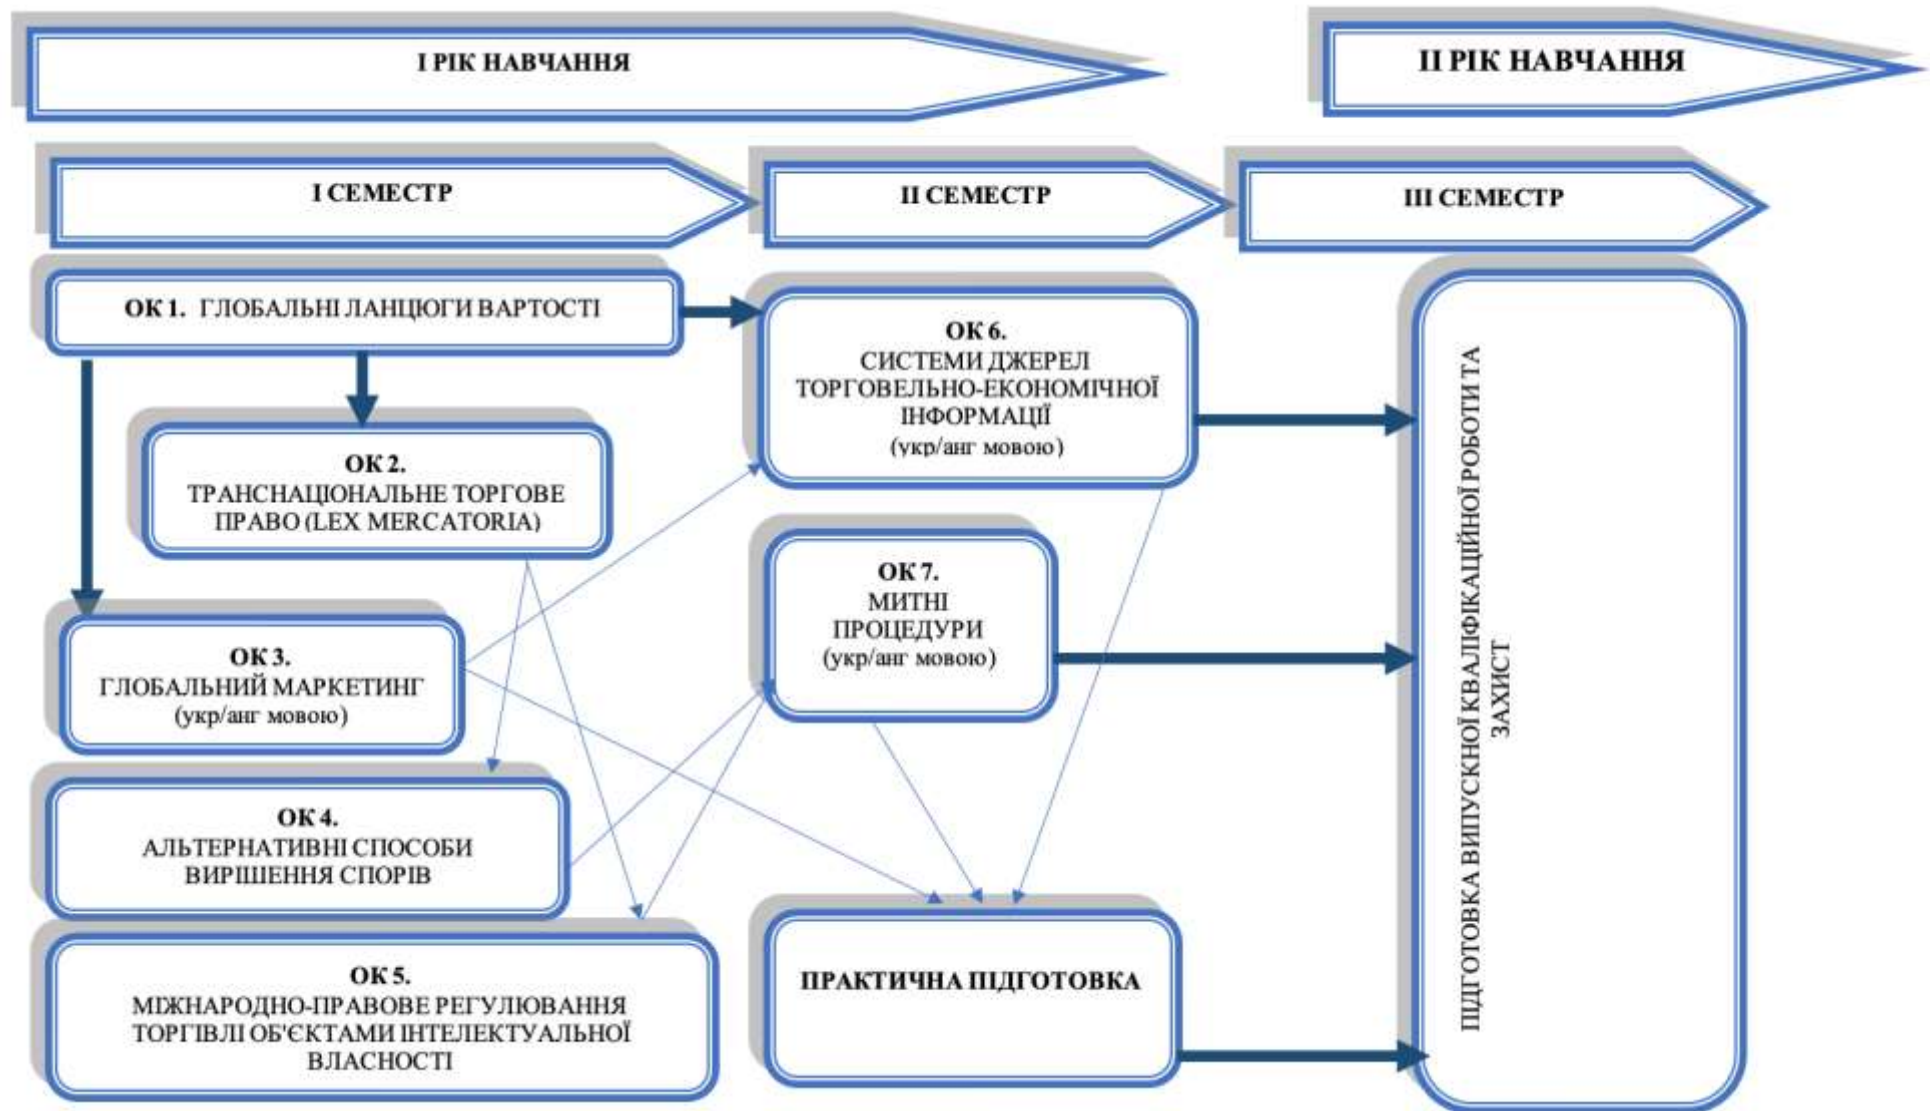 І РІК НАВЧАННЯ
ІІ РІК НАВЧАННЯ
І СЕМЕСТР
ІІ СЕМЕСТР
ІІІ СЕМЕСТР
ОК 1. ГЛОБАЛЬНІ ЛАНЦЮГИ ВАРТОСТІ
ОК 2.
ТРАНСНАЦІОНАЛЬНЕ ТОРГОВЕ
ПРАВО (LEX MERCATORIA)
ОК 3.
ГЛОБАЛЬНИЙ МАРКЕТИНГ
(укр/анг мовою)
ОК 4.
АЛЬТЕРНАТИВНІ СПОСОБИ
ВИРІШЕННЯ СПОРІВ
ОК 5.
МІЖНАРОДНО-ПРАВОВЕ РЕГУЛЮВАННЯ
ТОРГІВЛІ ОБ'ЄКТАМИ ІНТЕЛЕКТУАЛЬНОЇ
ВЛАСНОСТІ
ОК 6.
СИСТЕМИ ДЖЕРЕЛ
ТОРГОВЕЛЬНО-ЕКОНОМІЧНОЇ
ІНФОРМАЦІЇ
(укр/анг мовою)
ОК 7.
МИТНІ
ПРОЦЕДУРИ
(укр/анг мовою)
ПРАКТИЧНА ПІДГОТОВКА
ПІДГОТОВКА ВИПУСКНОЇ КВАЛІФІКАЦІЙНОЇ РОБОТИ ТА
ЗАХИСТ